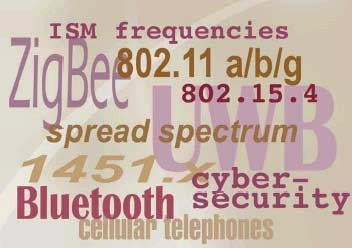 ISM frequencies
ZigBee
802.11 a/b/g
802.15.4
UWB
spread spectrum
1451.x
cyber-
security
Bluetooth
cellular telephones